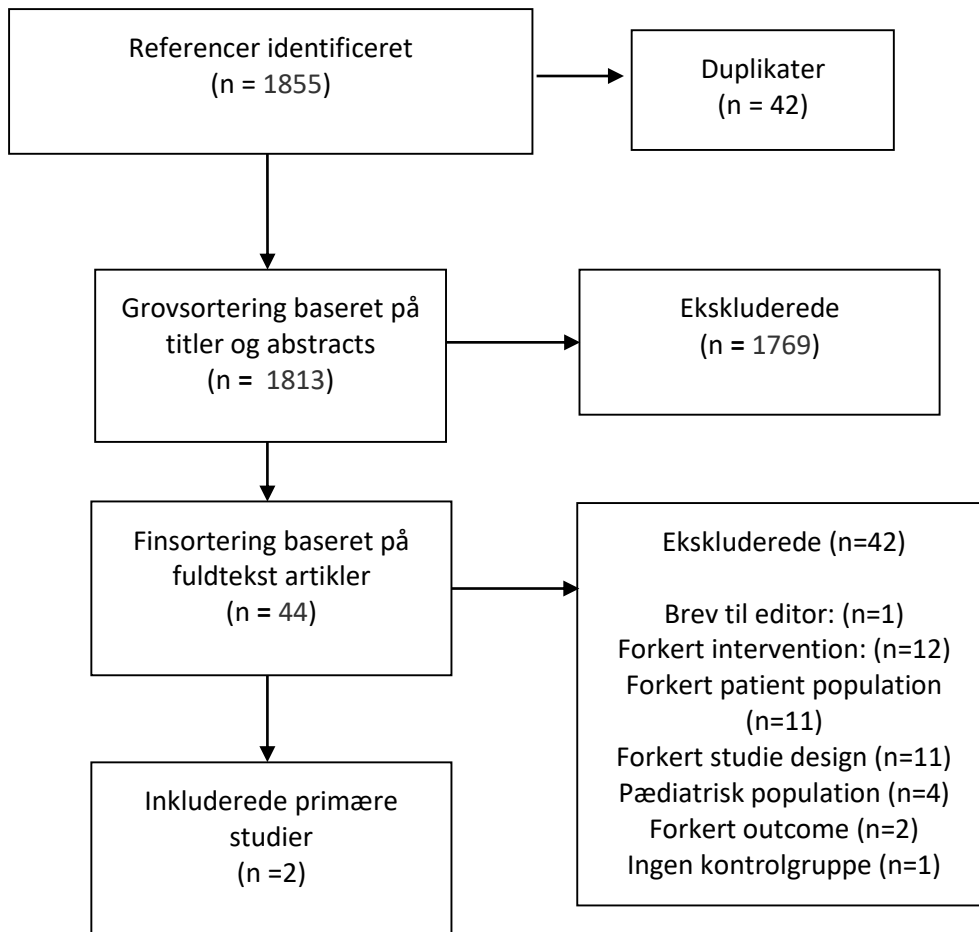 Referencer identificeret
(n = 1855)
Duplikater
(n = 42)
Grovsortering baseret på
titler og abstracts
(n = 1813)
Ekskluderede
(n = 1769)
Finsortering baseret på
fuldtekst artikler
(n = 44)
Ekskluderede (n=42)
Brev til editor: (n=1)
Forkert intervention: (n=12)
Forkert patient population
(n=11)
Forkert studie design (n=11)
Pædiatrisk population (n=4)
Forkert outcome (n=2)
Ingen kontrolgruppe (n=1)
Inkluderede primære
studier
(n =2)